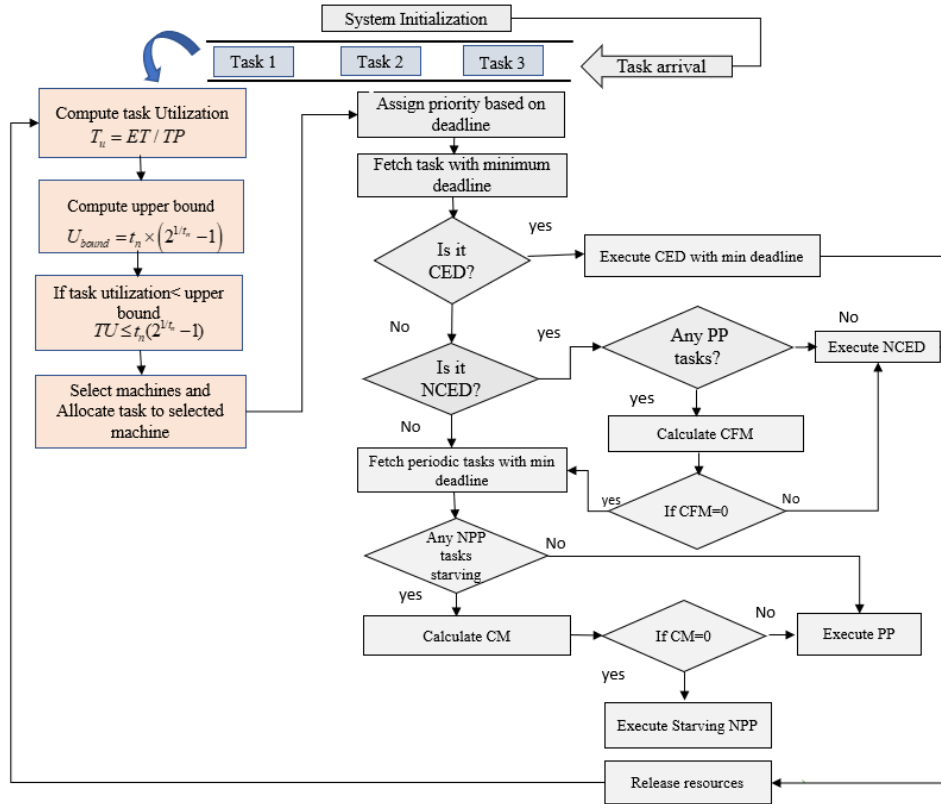 System Initialization
Task 1
Task 2
Task 3
Task arrival
Compute task Utilization
T_u = ET / TP
Compute upper bound
U_bound = t_n × (2^{1/t_n} − 1)
If task utilization< upper
bound
TU ≤ t_n(2^{1/t_n} − 1)
Select machines and
Allocate task to selected
machine
Assign priority based on
deadline
Fetch task with minimum
deadline
Is it
CED?
yes
Execute CED with min deadline
No
Is it
NCED?
yes
Any PP
tasks?
No
Execute NCED
yes
Calculate CFM
No
Fetch periodic tasks with min
deadline
yes
If CFM=0
No
Any NPP
tasks
starving
No
yes
Calculate CM
If CM=0
No
Execute PP
yes
Execute Starving NPP
Release resources